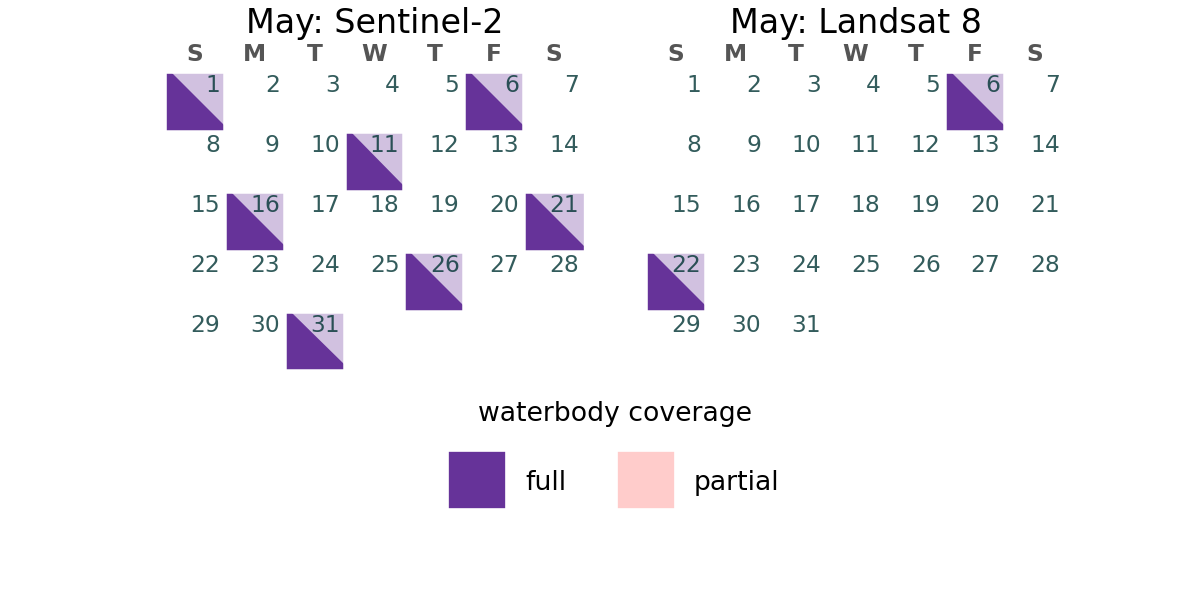 May: Sentinel-2
S M T W T F S
1 2 3 4 5 6 7
8 9 10 11 12 13 14
15 16 17 18 19 20 21
22 23 24 25 26 27 28
29 30 31
May: Landsat 8
S M T W T F S
1 2 3 4 5 6 7
8 9 10 11 12 13 14
15 16 17 18 19 20 21
22 23 24 25 26 27 28
29 30 31
waterbody coverage
full
partial